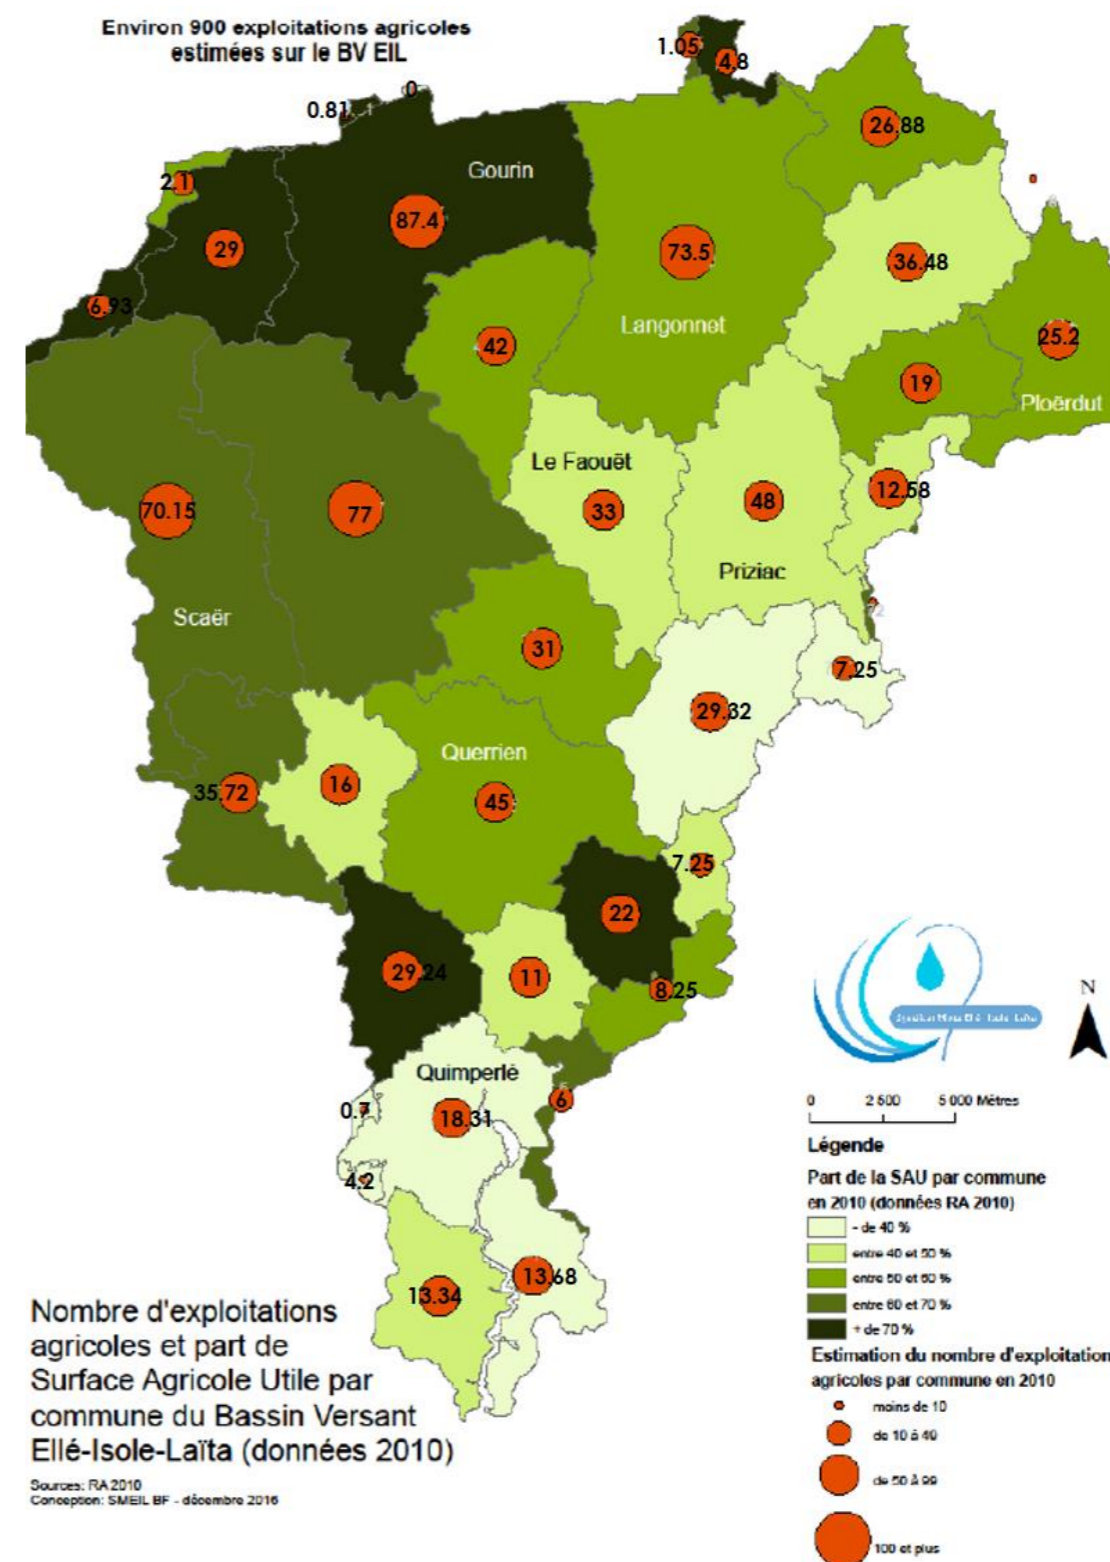 Environ 900 exploitations agricoles
estimées sur le BV EIL
1.05
4.8
0
0.81
26.88
2.1
Gourin
87.4
29
73.5
36.48
6.93
Langonnet
25.2
42
19
Ploërdut
Le Faouët
12.58
70.15
77
33
48
Priziac
Scaër
31
7.25
29.32
Querrien
35.72
16
45
7.25
22
29.24
11
8.25
N
Quimperlé
6
0.7
18.31
4.2
13.68
13.34
0 2 500 5 000 Mètres
Légende
Part de la SAU par commune
en 2010 (données RA 2010)
- de 40 %
entre 40 et 50 %
entre 50 et 60 %
entre 60 et 70 %
+ de 70 %
Estimation du nombre d'exploitation
agricoles par commune en 2010
moins de 10
de 10 à 49
de 50 à 99
100 et plus
Nombre d'exploitations
agricoles et part de
Surface Agricole Utile par
commune du Bassin Versant
Ellé-Isole-Laïta (données 2010)
Sources: RA 2010
Conception: SMEIL BF - décembre 2016